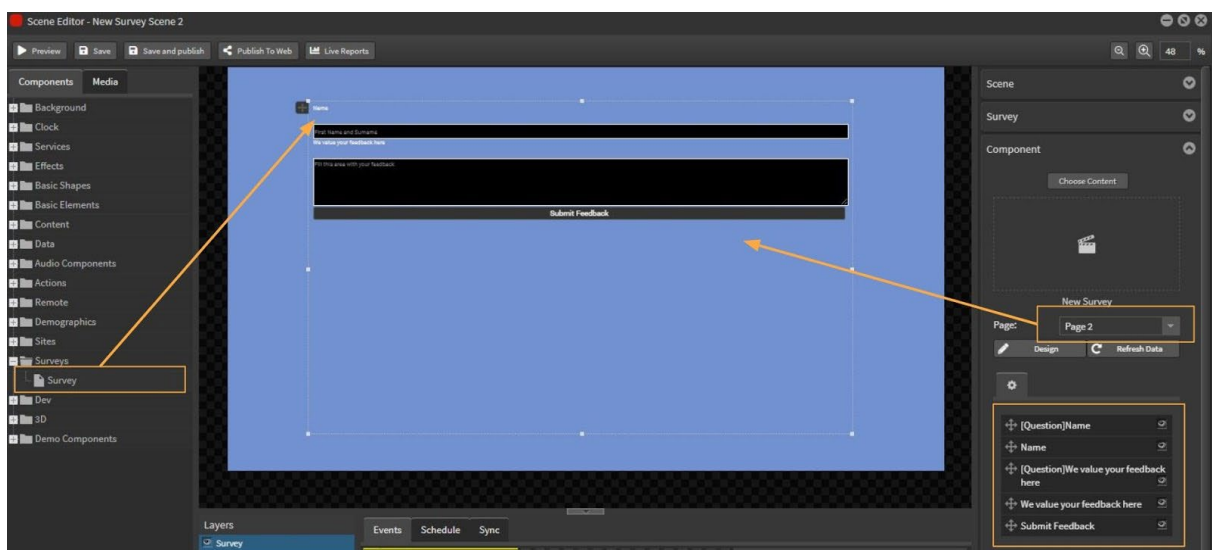 Scene Editor - New Survey Scene 2
Preview Save Save and publish Publish To Web Live Reports 48 %
Components Media
Background
Clock
Services
Effects
Basic Shapes
Basic Elements
Content
Data
Audio Components
Actions
Remote
Demographics
Sites
Surveys
Survey
Dev
3D
Demo Components
Name
First Name and Surname
We value your feedback here
Fill this area with your feedback
Submit Feedback
Layers
Survey
Events Schedule Sync
Scene
Survey
Component
Choose Content
New Survey
Page: Page 2
Design Refresh Data
[Question]Name
Name
[Question]We value your feedback
here
We value your feedback here
Submit Feedback